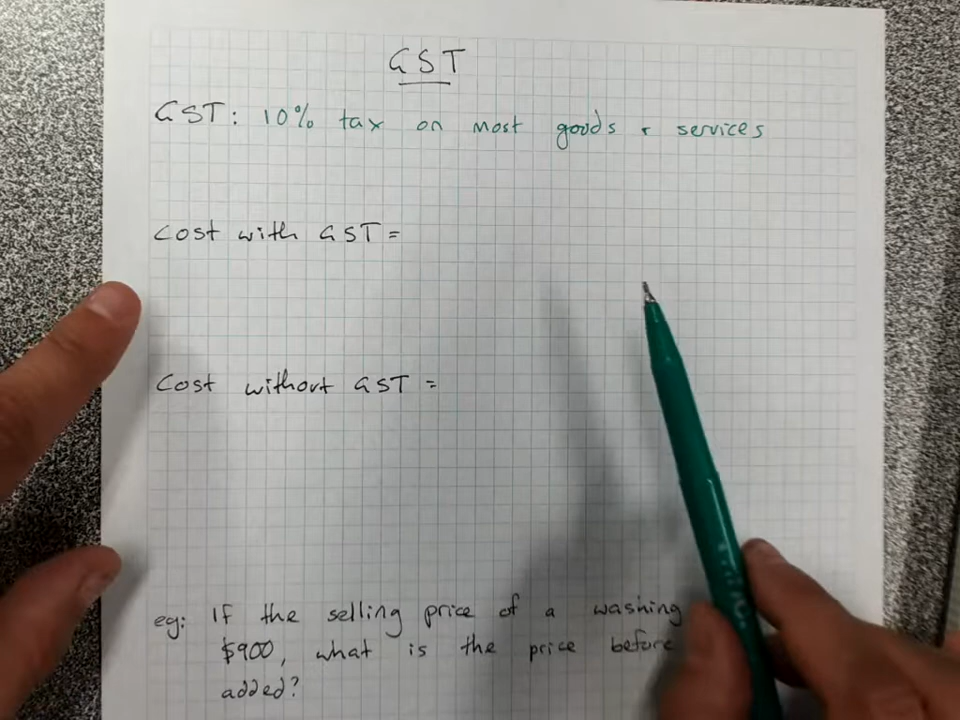 GST
GST: 10% tax on most goods + services
Cost with GST =
Cost without GST =
eg: If the selling price of a washing
$900, what is the price before
added?